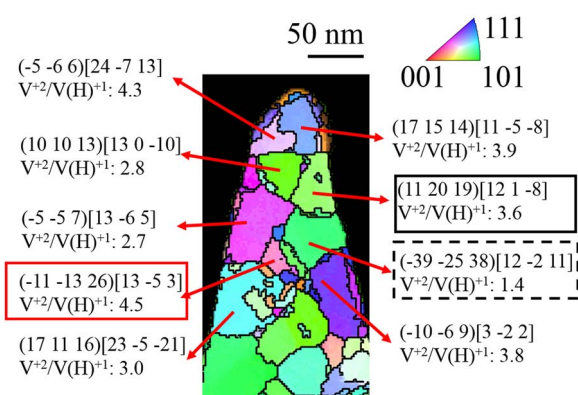 50 nm
111
001
101
(-5 -6 6)[24 -7 13]
V+2/V(H)+1: 4.3
(10 10 13)[13 0 -10]
V+2/V(H)+1: 2.8
(-5 -5 7)[13 -6 5]
V+2/V(H)+1: 2.7
(-11 -13 26)[13 -5 3]
V+2/V(H)+1: 4.5
(17 11 16)[23 -5 -21]
V+2/V(H)+1: 3.0
(17 15 14)[11 -5 -8]
V+2/V(H)+1: 3.9
(11 20 19)[12 1 -8]
V+2/V(H)+1: 3.6
(-39 -25 38)[12 -2 11]
V+2/V(H)+1: 1.4
(-10 -6 9)[3 -2 2]
V+2/V(H)+1: 3.8